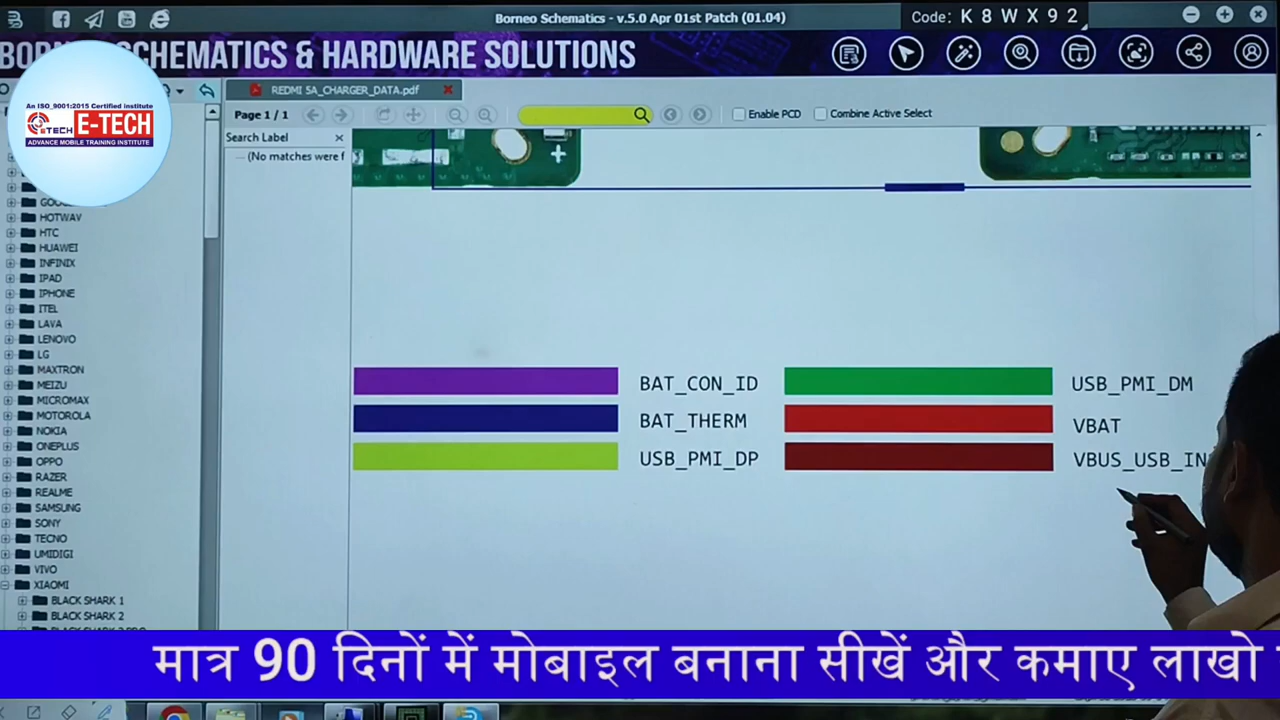 Borneo Schematics - v.5.0 Apr 01st Patch (01.04)
Code: K 8 W X 9 2
SCHEMATICS & HARDWARE SOLUTIONS
An ISO_9001:2015 Certified institute
ETECH E-TECH
ADVANCE MOBILE TRAINING INSTITUTE
REDMI 5A_CHARGER_DATA.pdf
Page 1 / 1
Enable PCD
Combine Active Select
Search Label
(No matches were f
HOTWAV
HTC
HUAWEI
INFINIX
IPAD
IPHONE
ITEL
LAVA
LENOVO
LG
MAXTRON
MEIZU
MICROMAX
MOTOROLA
NOKIA
ONEPLUS
OPPO
RAZER
REALME
SAMSUNG
SONY
TECNO
UMIDIGI
VIVO
XIAOMI
BLACK SHARK 1
BLACK SHARK 2
+
BAT_CON_ID
USB_PMI_DM
BAT_THERM
VBAT
USB_PMI_DP
VBUS_USB_IN
मात्र 90 दिनों में मोबाइल बनाना सीखें और कमाए लाखो